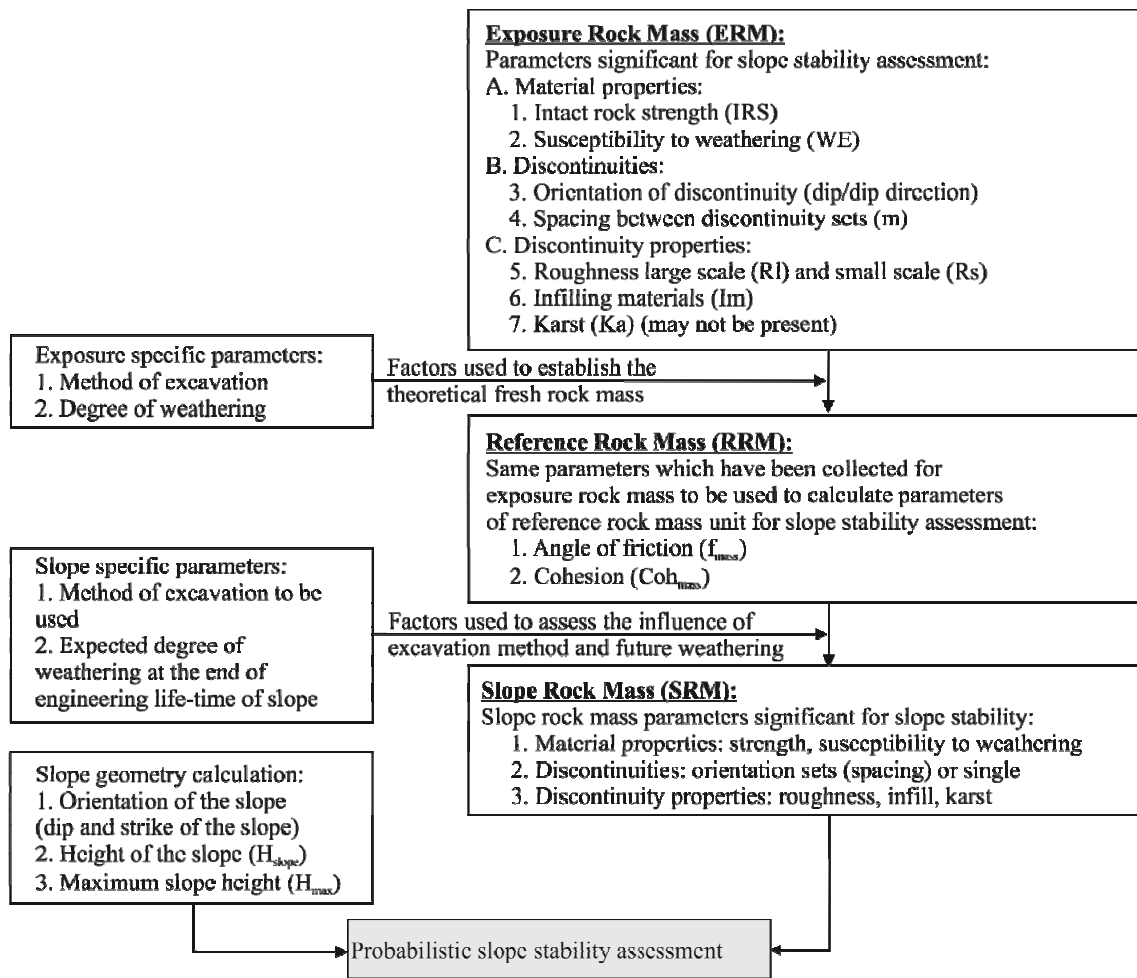 Exposure Rock Mass (ERM):
Parameters significant for slope stability assessment:
A. Material properties:
1. Intact rock strength (IRS)
2. Susceptibility to weathering (WE)
B. Discontinuities:
3. Orientation of discontinuity (dip/dip direction)
4. Spacing between discontinuity sets (m)
C. Discontinuity properties:
5. Roughness large scale (Rl) and small scale (Rs)
6. Infilling materials (Im)
7. Karst (Ka) (may not be present)
Exposure specific parameters:
1. Method of excavation
2. Degree of weathering
Factors used to establish the
theoretical fresh rock mass
Reference Rock Mass (RRM):
Same parameters which have been collected for
exposure rock mass to be used to calculate parameters
of reference rock mass unit for slope stability assessment:
1. Angle of friction (fmass)
2. Cohesion (Cohmass)
Slope specific parameters:
1. Method of excavation to be
used
2. Expected degree of
weathering at the end of
engineering life-time of slope
Factors used to assess the influence of
excavation method and future weathering
Slope Rock Mass (SRM):
Slope rock mass parameters significant for slope stability:
1. Material properties: strength, susceptibility to weathering
2. Discontinuities: orientation sets (spacing) or single
3. Discontinuity properties: roughness, infill, karst
Slope geometry calculation:
1. Orientation of the slope
(dip and strike of the slope)
2. Height of the slope (Hslope)
3. Maximum slope height (Hmax)
Probabilistic slope stability assessment